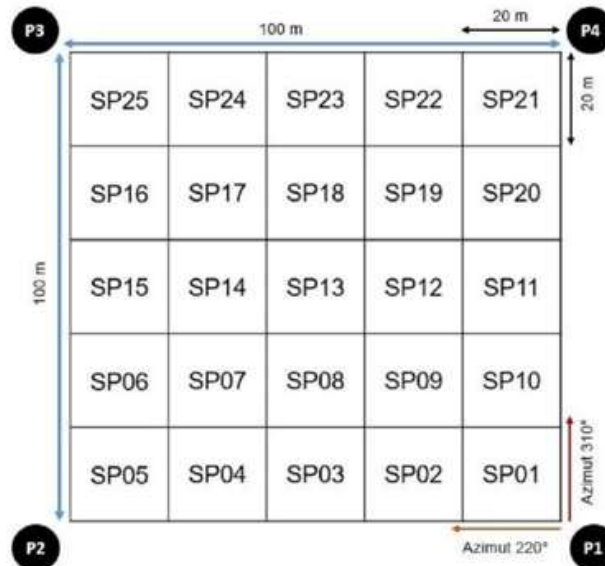 P3
100 m
20 m
P4
SP25 SP24 SP23 SP22 SP21
20 m
SP16 SP17 SP18 SP19 SP20
100 m
SP15 SP14 SP13 SP12 SP11
SP06 SP07 SP08 SP09 SP10
SP05 SP04 SP03 SP02 SP01
Azimut 310°
P2
Azimut 220°
P1